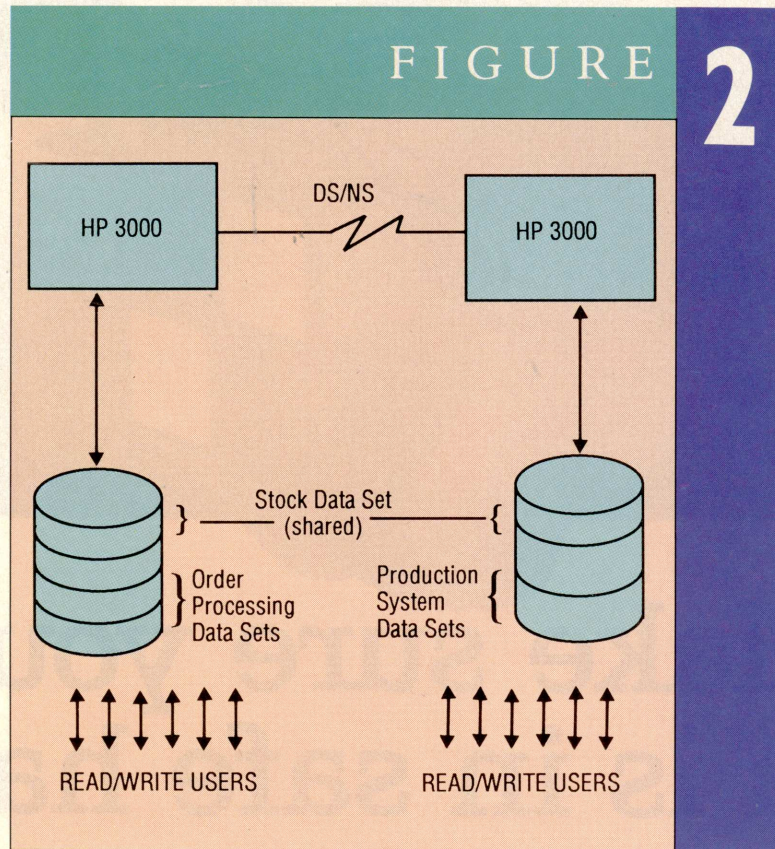 FIGURE 2
HP 3000
DS/NS
HP 3000
Stock Data Set
(shared)
Order
Processing
Data Sets
Production
System
Data Sets
READ/WRITE USERS
READ/WRITE USERS